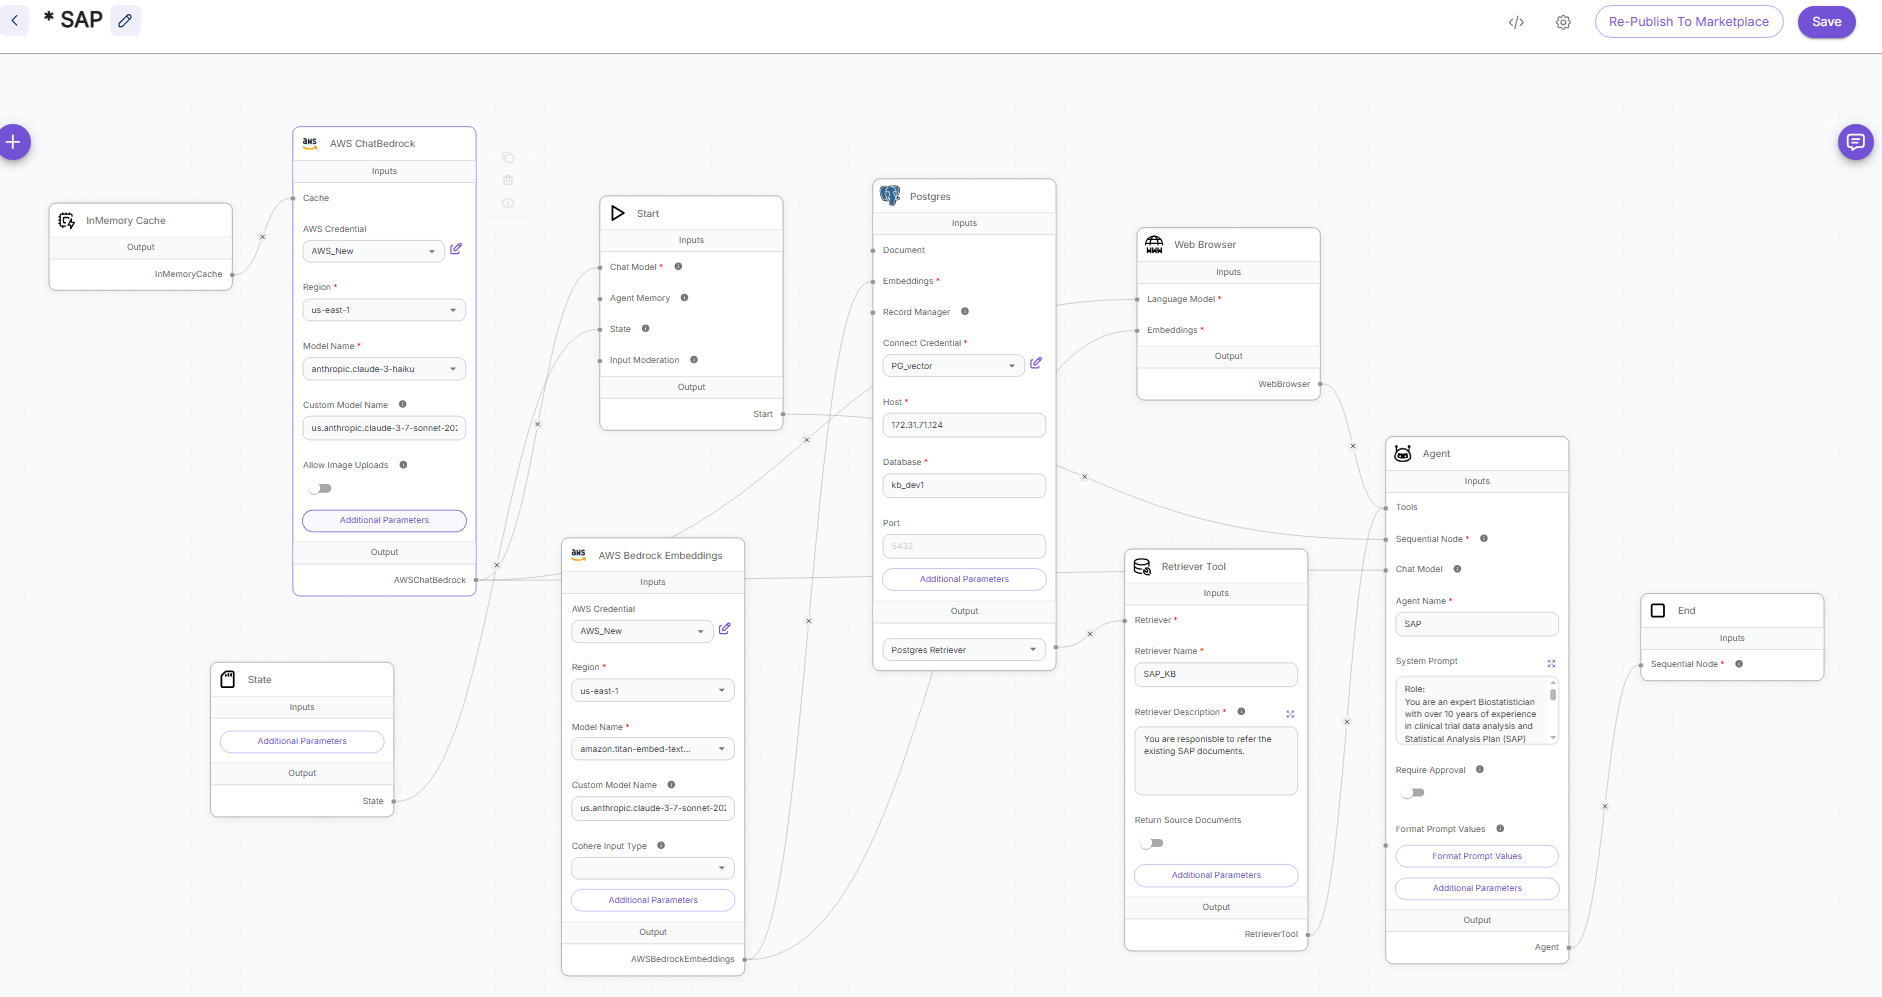 * SAP
</>
Re-Publish To Marketplace
Save
InMemory Cache
Output
InMemoryCache
aws
AWS ChatBedrock
Inputs
Cache
AWS Credential
AWS_New
Region *
us-east-1
Model Name *
anthropic.claude-3-haiku
Custom Model Name
us.anthropic.claude-3-7-sonnet-202
Allow Image Uploads
Additional Parameters
Output
AWSChatBedrock
State
Inputs
Additional Parameters
Output
State
Start
Inputs
Chat Model *
Agent Memory
State
Input Moderation
Output
Start
aws
AWS Bedrock Embeddings
Inputs
AWS Credential
AWS_New
Region *
us-east-1
Model Name *
amazon.titan-embed-text...
Custom Model Name
us.anthropic.claude-3-7-sonnet-202
Cohere Input Type
Additional Parameters
Output
AWSBedrockEmbeddings
Postgres
Inputs
Document
Embeddings *
Record Manager
Connect Credential *
PG_vector
Host *
172.31.71.124
Database *
kb_dev1
Port
5432
Additional Parameters
Output
Postgres Retriever
WWW
Web Browser
Inputs
Language Model *
Embeddings *
Output
WebBrowser
Retriever Tool
Inputs
Retriever *
Retriever Name *
SAP_KB
Retriever Description *
You are responisble to refer the
existing SAP documents.
Return Source Documents
Additional Parameters
Output
RetrieverTool
Agent
Inputs
Tools
Sequential Node *
Chat Model
Agent Name *
SAP
System Prompt
Role:
You are an expert Biostatistician
with over 10 years of experience
in clinical trial data analysis and
Statistical Analysis Plan (SAP)
Require Approval
Format Prompt Values
Format Prompt Values
Additional Parameters
Output
Agent
End
Inputs
Sequential Node *